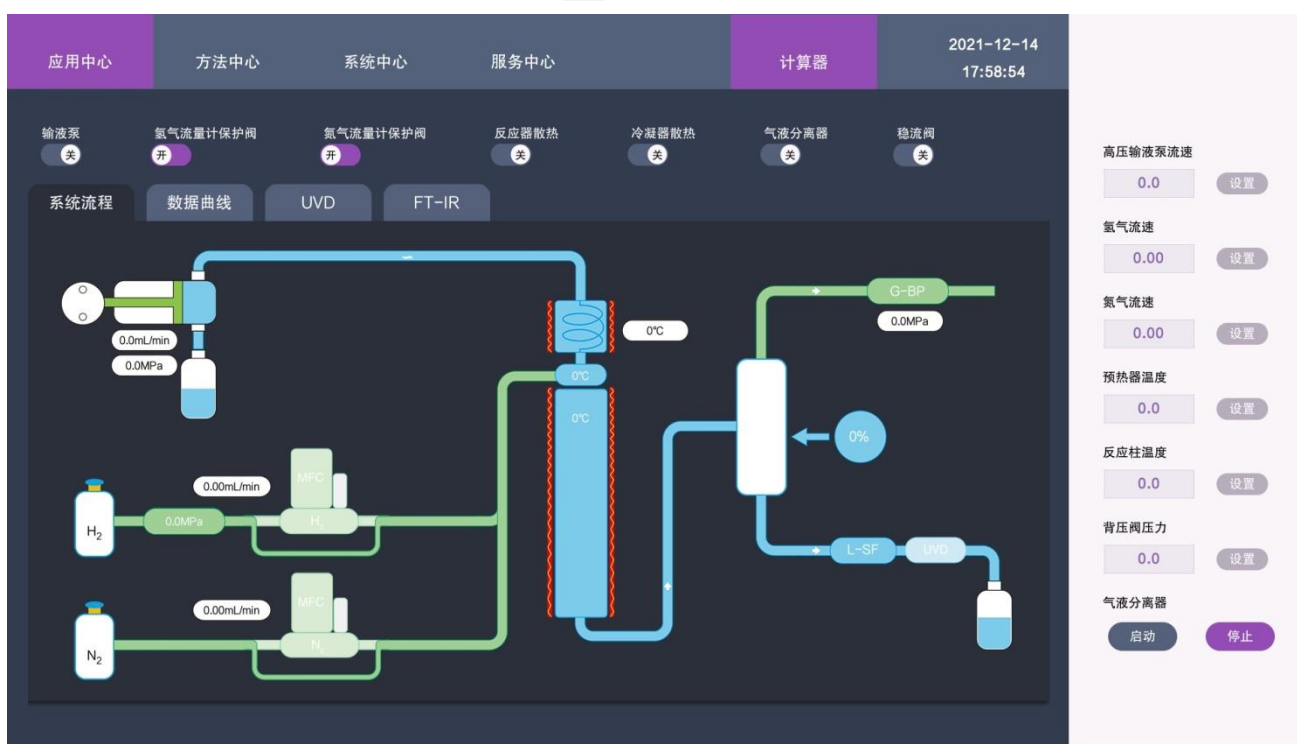 应用中心
方法中心
系统中心
服务中心
计算器
2021-12-14
17:58:54
输液泵
关
氢气流量计保护阀
开
氮气流量计保护阀
开
反应器散热
关
冷凝器散热
关
气液分离器
关
稳流阀
关
系统流程
数据曲线
UVD
FT-IR
0.0mL/min
0.0MPa
0℃
0℃
0℃
G-BP
0.0MPa
0%
MFC
0.00mL/min
H₂
0.0MPa
H₂
L-SF
UVD
MFC
0.00mL/min
N₂
N₂
高压输液泵流速
0.0
设置
氢气流速
0.00
设置
氮气流速
0.00
设置
预热器温度
0.0
设置
反应柱温度
0.0
设置
背压阀压力
0.0
设置
气液分离器
启动
停止